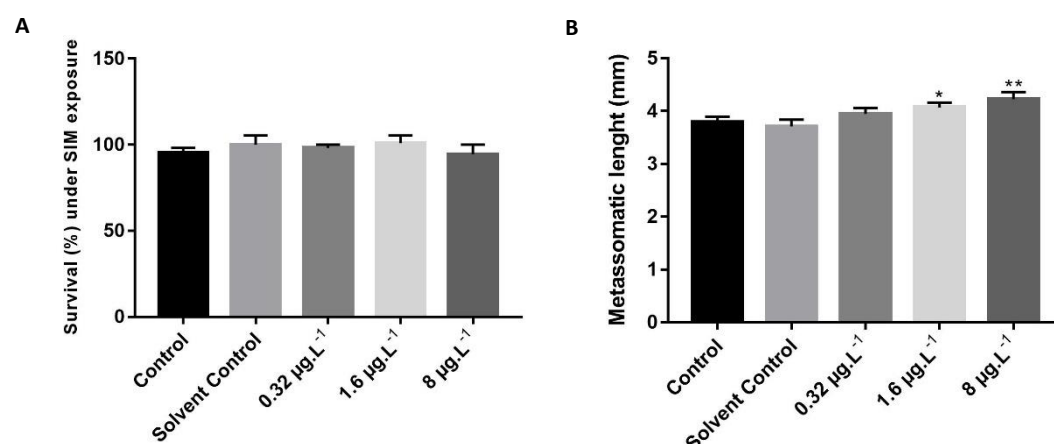 A
Survival (%) under SIM exposure
150
100
50
0
Control
Solvent Control
0.32 µg.L⁻¹
1.6 µg.L⁻¹
8 µg.L⁻¹
B
Metassomatic lenght (mm)
5
4
3
2
1
0
*
**
Control
Solvent Control
0.32 µg.L⁻¹
1.6 µg.L⁻¹
8 µg.L⁻¹